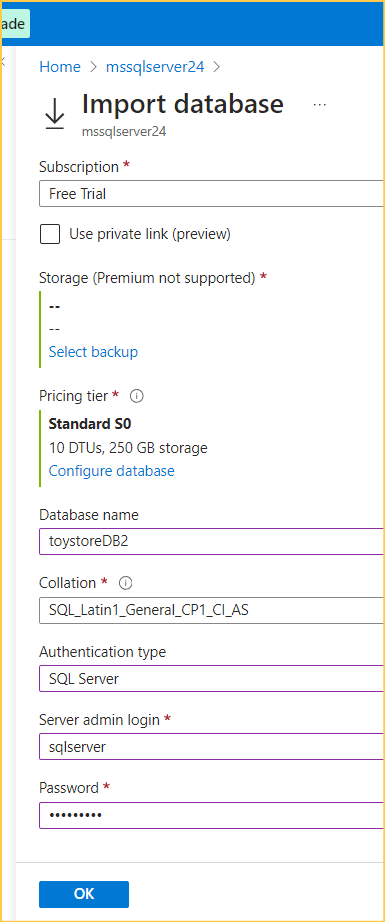 ade
Home > mssqlserver24 >
Import database ...
mssqlserver24
Subscription *
Free Trial
Use private link (preview)
Storage (Premium not supported) *
--
--
Select backup
Pricing tier *
Standard S0
10 DTUs, 250 GB storage
Configure database
Database name
toystoreDB2
Collation *
SQL_Latin1_General_CP1_CI_AS
Authentication type
SQL Server
Server admin login *
sqlserver
Password *
•••••••••
OK